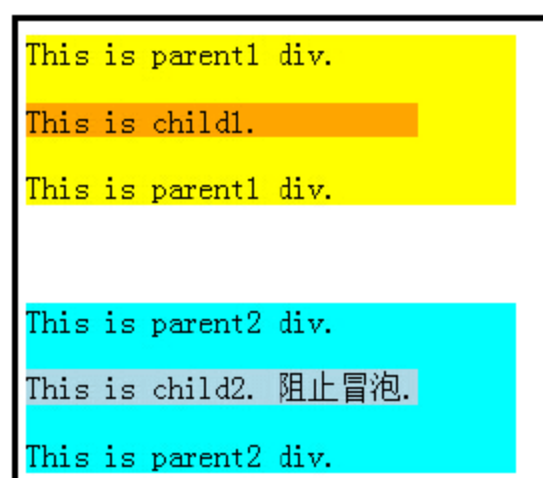 This is parent1 div.
This is child1.
This is parent1 div.
This is parent2 div.
This is child2. 阻止冒泡.
This is parent2 div.